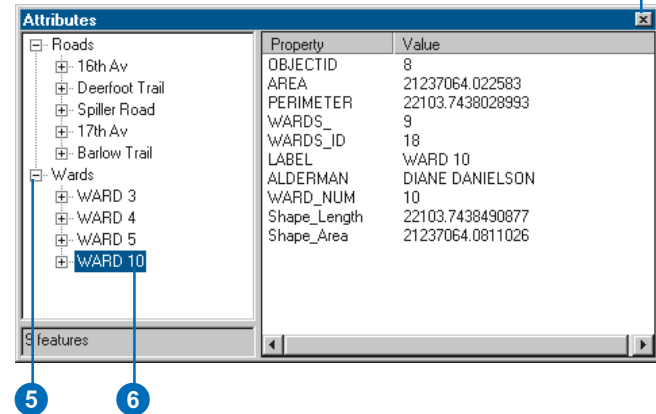 Attributes
Roads
16th Av
Deerfoot Trail
Spiller Road
17th Av
Barlow Trail
Wards
WARD 3
WARD 4
WARD 5
WARD 10
9 features
Property Value
OBJECTID 8
AREA 21237064.022583
PERIMETER 22103.7438028993
WARDS_ 9
WARDS_ID 18
LABEL WARD 10
ALDERMAN DIANE DANIELSON
WARD_NUM 10
Shape_Length 22103.7438490877
Shape_Area 21237064.0811026
5 6